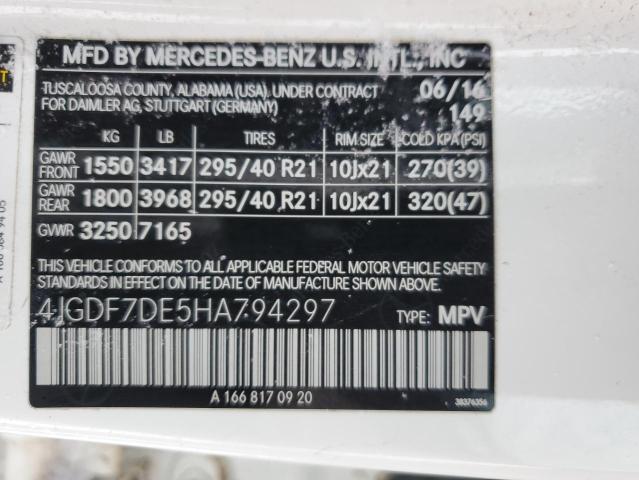 MFD BY MERCEDES-BENZ U.S. INTL., INC
TUSCALOOSA COUNTY, ALABAMA (USA), UNDER CONTRACT 06/16
FOR DAIMLER AG, STUTTGART (GERMANY) 149
KG LB TIRES RIM SIZE COLD KPA(PSI)
GAWR FRONT 1550 3417 295/40 R21 10Jx21 270(39)
GAWR REAR 1800 3968 295/40 R21 10Jx21 320(47)
GVWR 3250 7165
THIS VEHICLE CONFORMS TO ALL APPLICABLE FEDERAL MOTOR VEHICLE SAFETY
STANDARDS IN EFFECT ON THE DATE OF MANUFACTURE SHOWN ABOVE.
4JGDF7DE5HA794297 TYPE: MPV
A 166 817 09 20
38376356